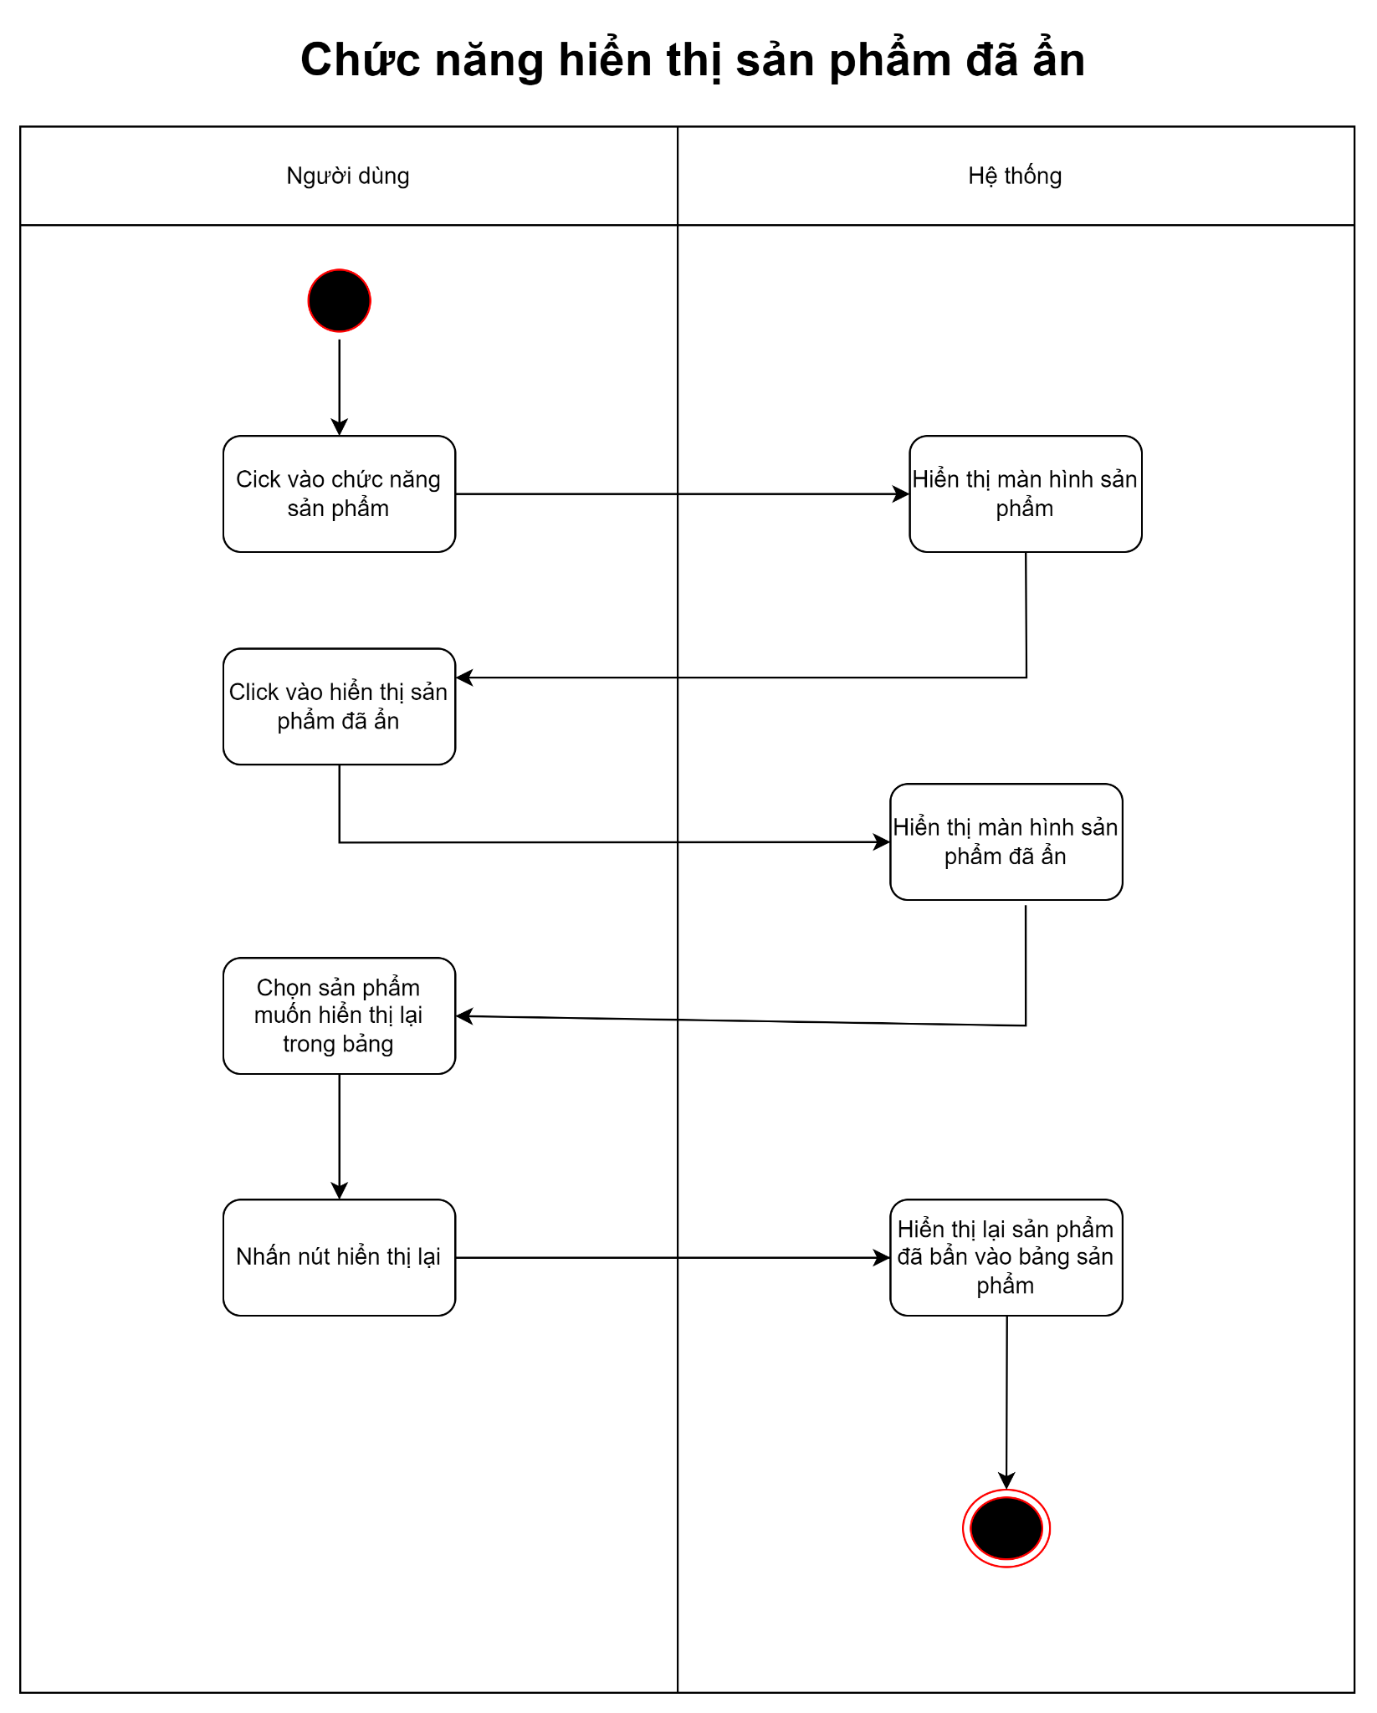 Chức năng hiển thị sản phẩm đã ẩn
Người dùng
Hệ thống
Cick vào chức năng
sản phẩm
Hiển thị màn hình sản
phẩm
Click vào hiển thị sản
phẩm đã ẩn
Hiển thị màn hình sản
phẩm đã ẩn
Chọn sản phẩm
muốn hiển thị lại
trong bảng
Nhấn nút hiển thị lại
Hiển thị lại sản phẩm
đã bẩn vào bảng sản
phẩm